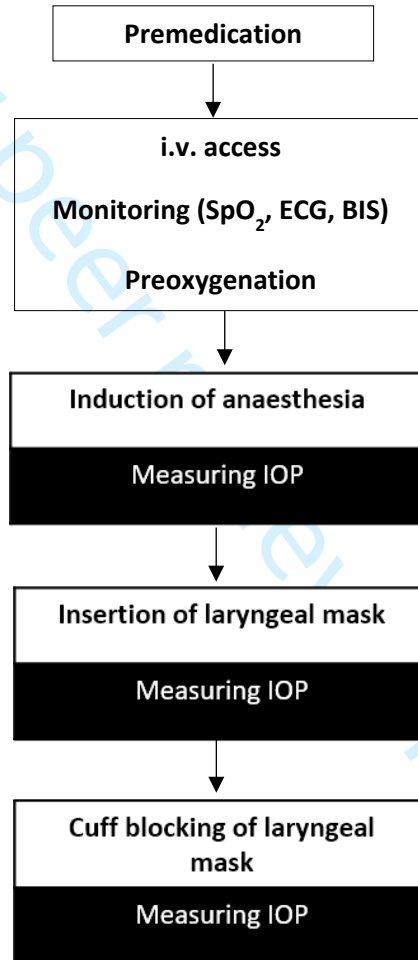 Premedication
i.v. access
Monitoring (SpO₂, ECG, BIS)
Preoxygenation
Induction of anaesthesia
Measuring IOP
Insertion of laryngeal mask
Measuring IOP
Cuff blocking of laryngeal
mask
Measuring IOP